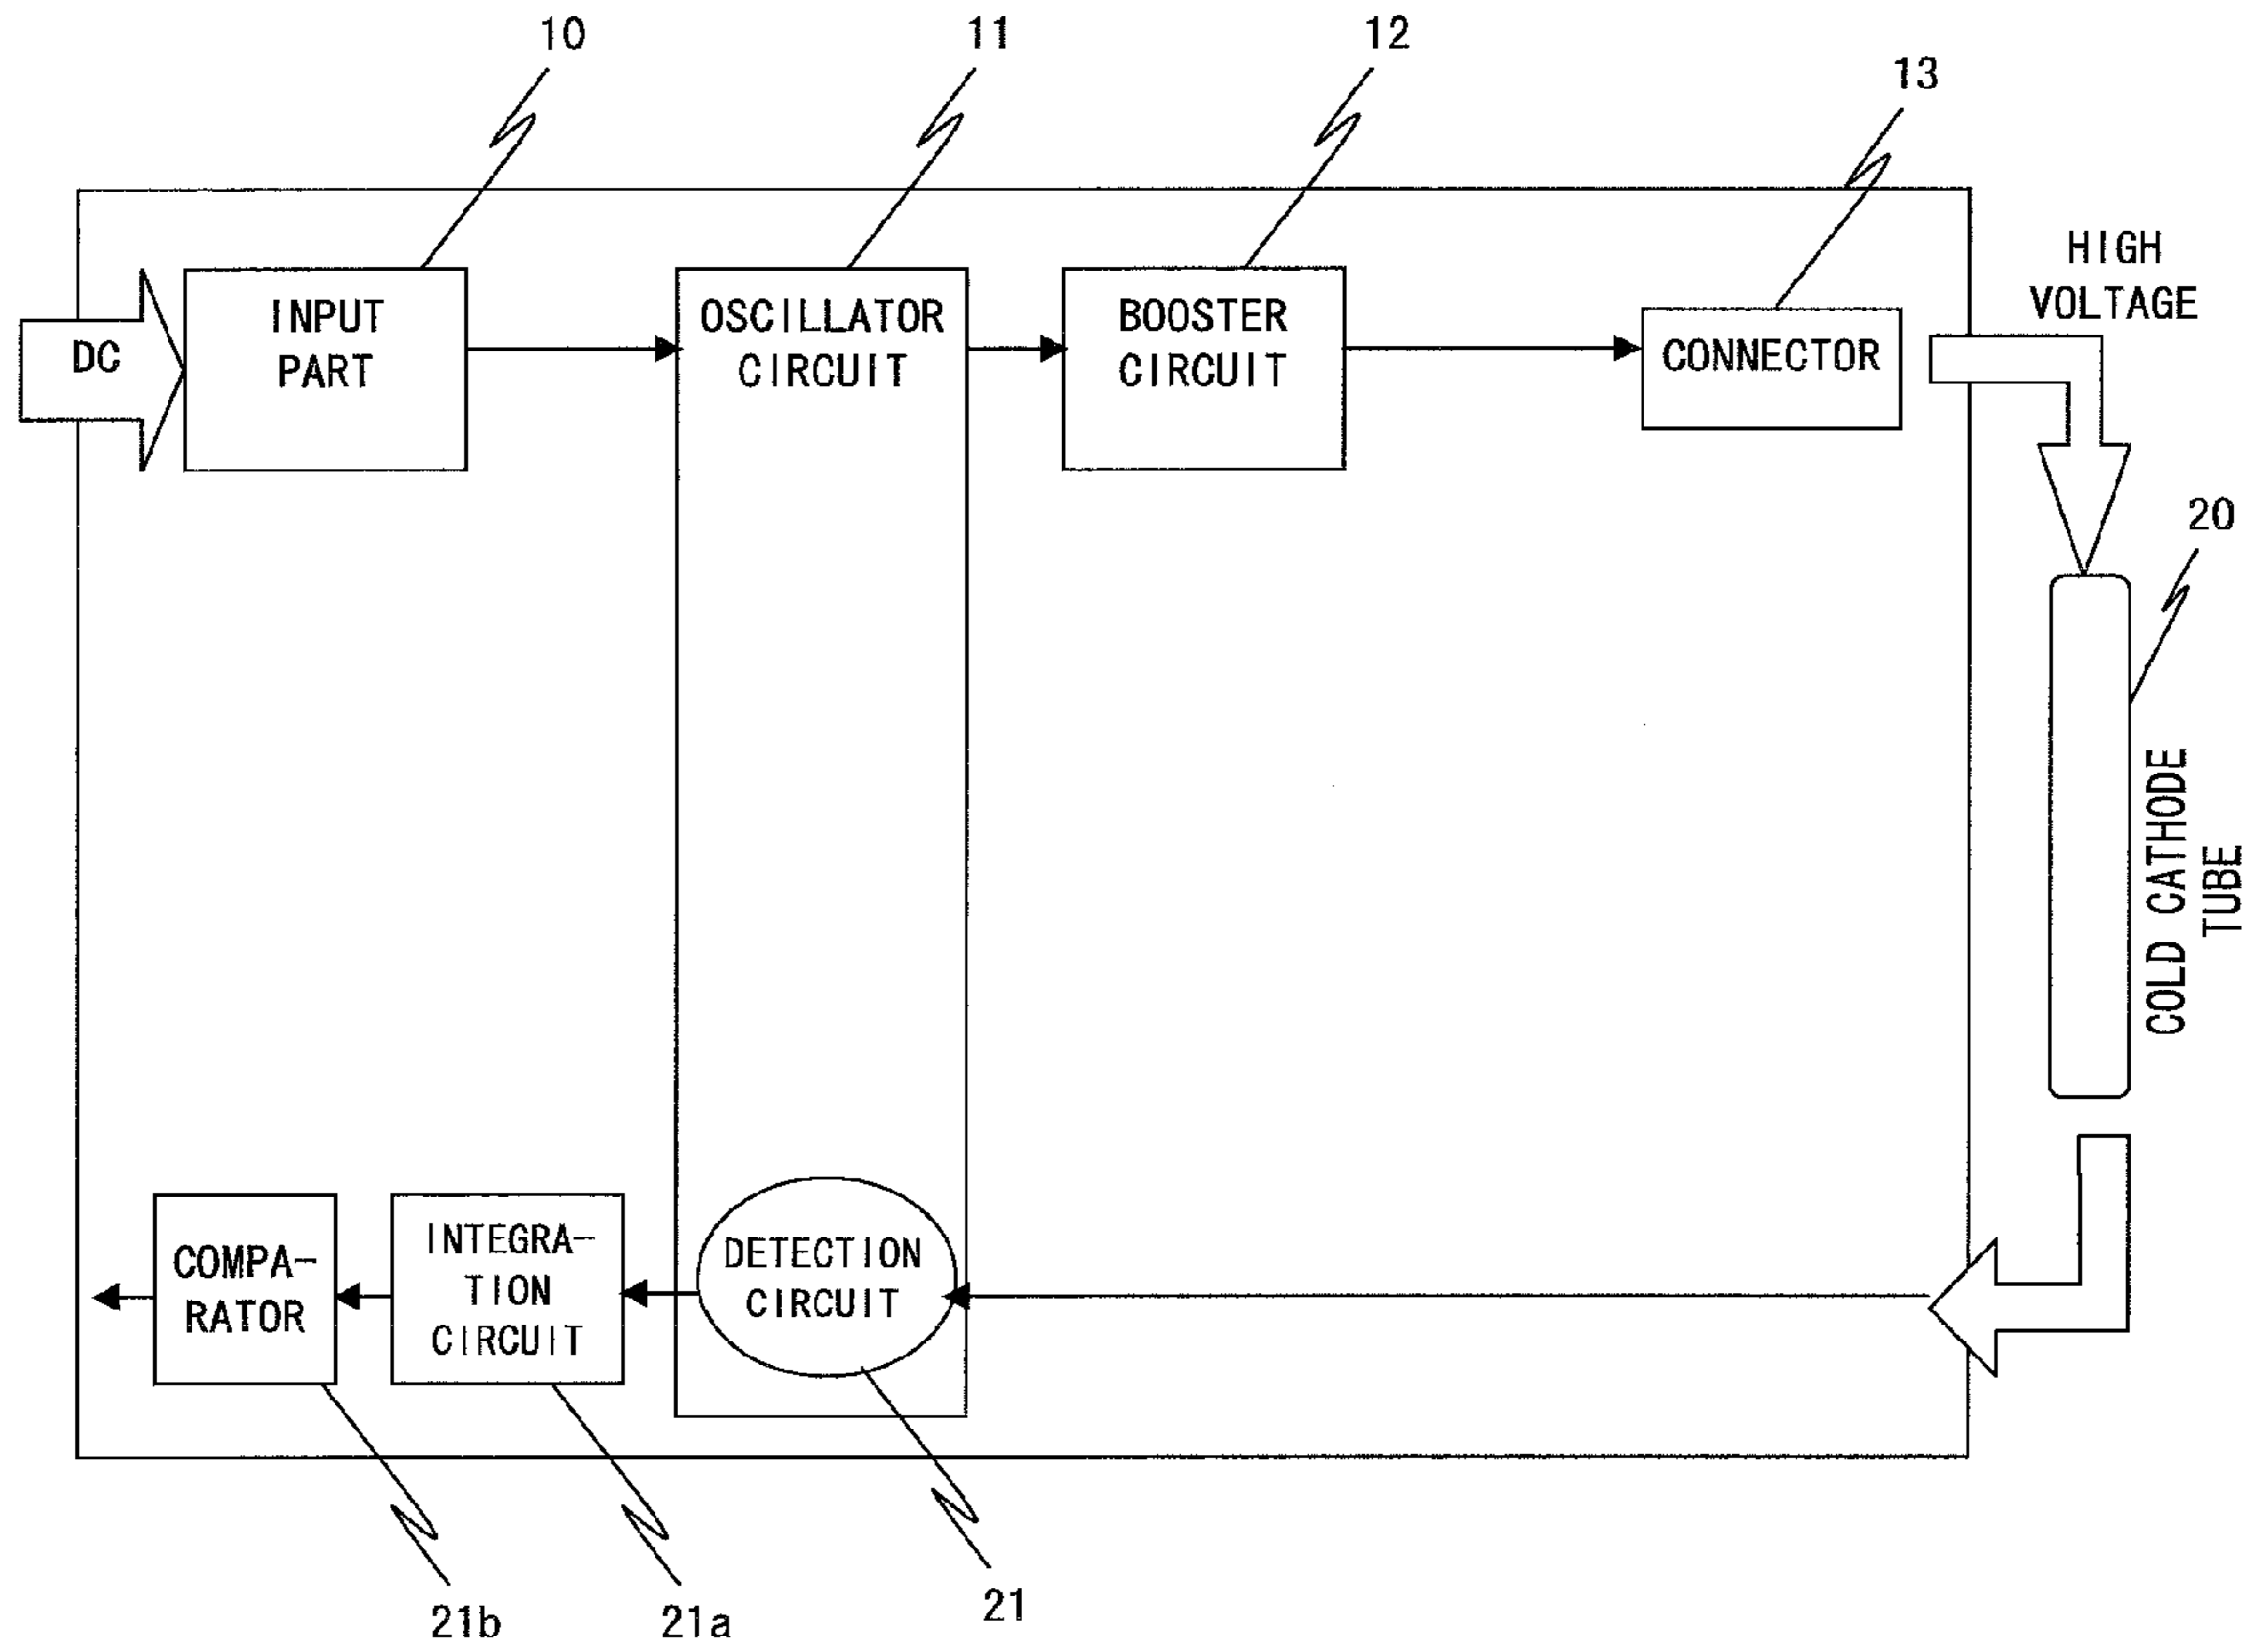 10
11
12
13
HIGH
VOLTAGE
DC
INPUT
PART
OSCILLATOR
CIRCUIT
BOOSTER
CIRCUIT
CONNECTOR
20
COLD CATHODE
TUBE
COMPA-
RATOR
INTEGRA-
TION
CIRCUIT
DETECTION
CIRCUIT
21b
21a
21